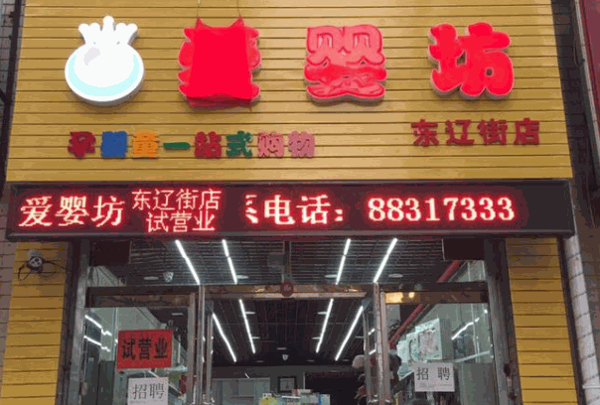 婴坊
孕婴童一站式购物
东辽街店
爱婴坊
东辽街店
试营业
电话：88317333
试营业
招聘
招聘